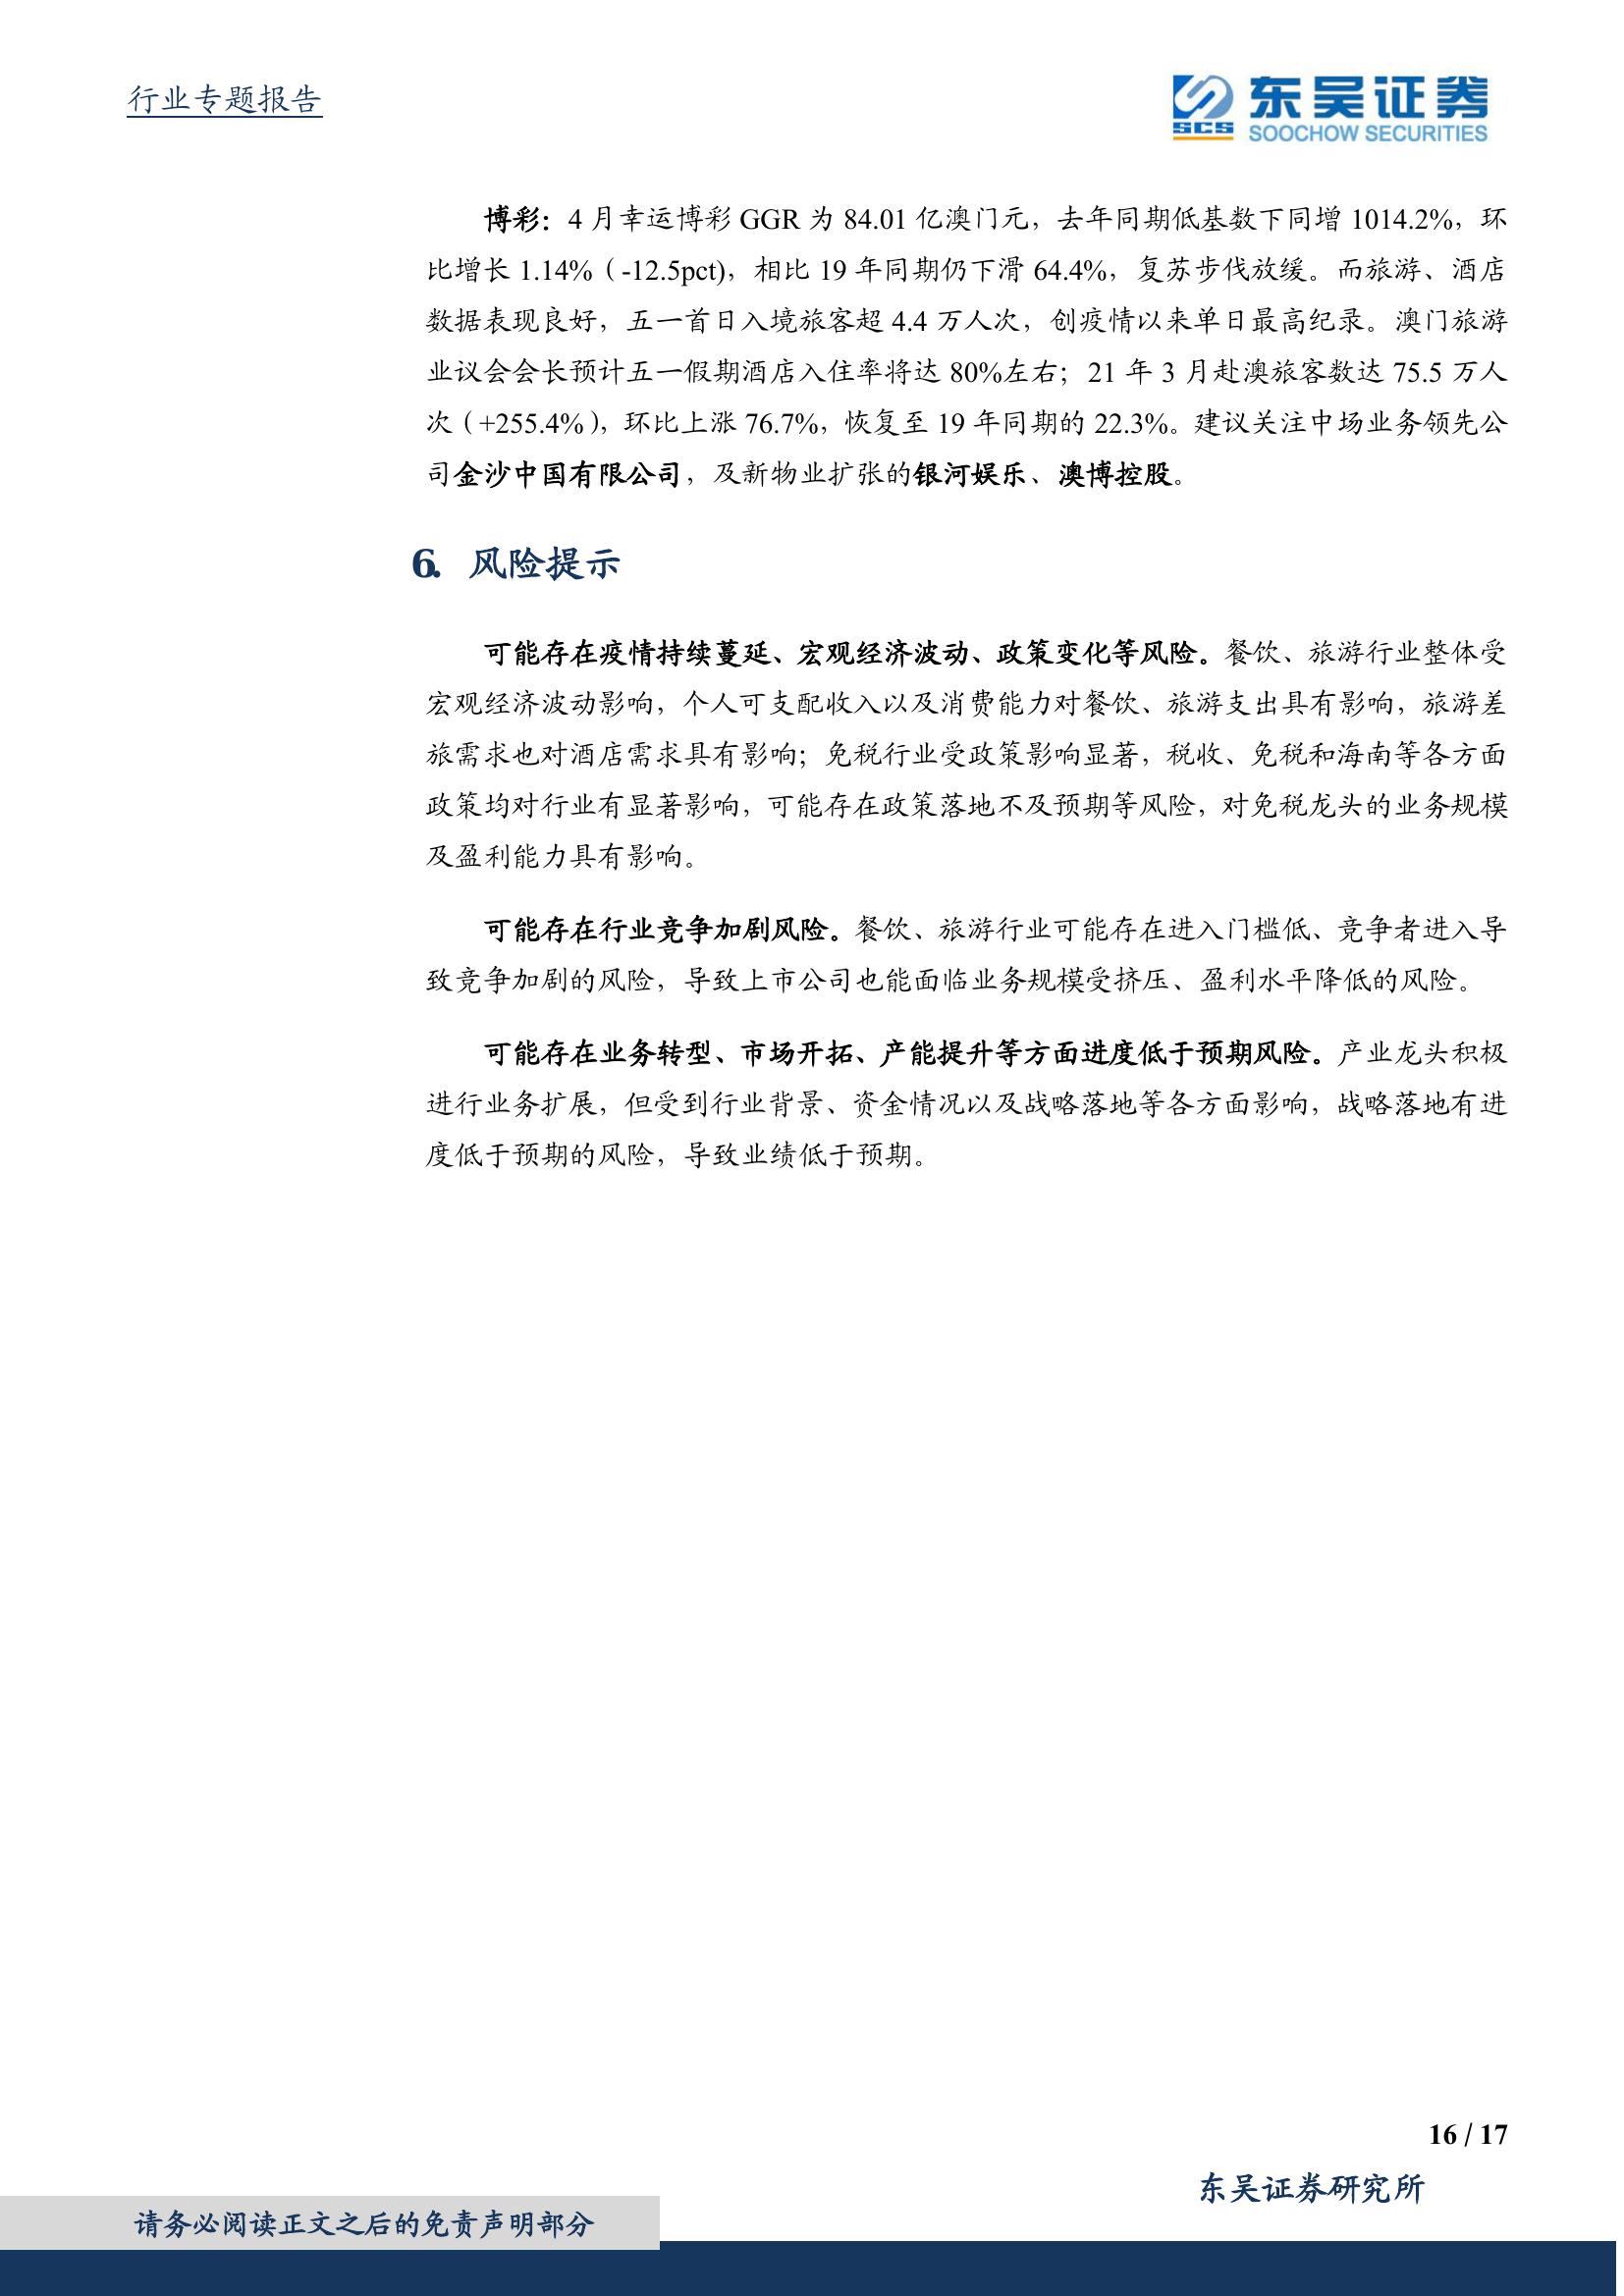 行业专题报告
东吴证券
SCS
SOOCHOW SECURITIES
博彩：4 月幸运博彩 GGR 为 84.01 亿澳门元，去年同期低基数下同增 1014.2%，环
比增长 1.14%（-12.5pct)，相比 19 年同期仍下滑 64.4%，复苏步伐放缓。而旅游、酒店
数据表现良好，五一首日入境旅客超 4.4 万人次，创疫情以来单日最高纪录。澳门旅游
业议会会长预计五一假期酒店入住率将达 80%左右；21 年 3 月赴澳旅客数达 75.5 万人
次（+255.4%），环比上涨 76.7%，恢复至 19 年同期的 22.3%。建议关注中场业务领先公
司金沙中国有限公司，及新物业扩张的银河娱乐、澳博控股。
6. 风险提示
可能存在疫情持续蔓延、宏观经济波动、政策变化等风险。餐饮、旅游行业整体受
宏观经济波动影响，个人可支配收入以及消费能力对餐饮、旅游支出具有影响，旅游差
旅需求也对酒店需求具有影响；免税行业受政策影响显著，税收、免税和海南等各方面
政策均对行业有显著影响，可能存在政策落地不及预期等风险，对免税龙头的业务规模
及盈利能力具有影响。
可能存在行业竞争加剧风险。餐饮、旅游行业可能存在进入门槛低、竞争者进入导
致竞争加剧的风险，导致上市公司也能面临业务规模受挤压、盈利水平降低的风险。
可能存在业务转型、市场开拓、产能提升等方面进度低于预期风险。产业龙头积极
进行业务扩展，但受到行业背景、资金情况以及战略落地等各方面影响，战略落地有进
度低于预期的风险，导致业绩低于预期。
16 / 17
东吴证券研究所
请务必阅读正文之后的免责声明部分